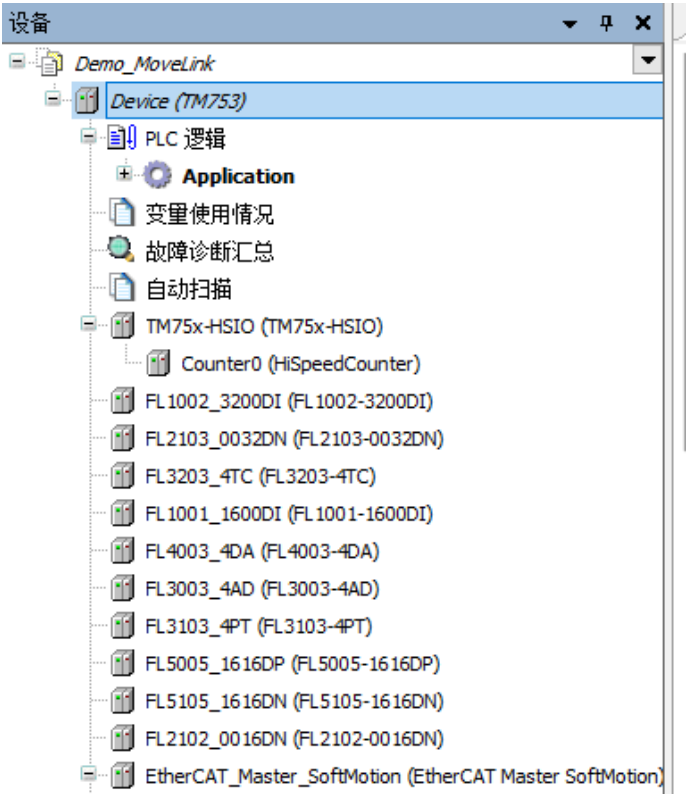 设备
Demo_MoveLink
Device (TM753)
PLC 逻辑
Application
变量使用情况
故障诊断汇总
自动扫描
TM75x-HSIO (TM75x-HSIO)
Counter0 (HiSpeedCounter)
FL1002_3200DI (FL1002-3200DI)
FL2103_0032DN (FL2103-0032DN)
FL3203_4TC (FL3203-4TC)
FL1001_1600DI (FL1001-1600DI)
FL4003_4DA (FL4003-4DA)
FL3003_4AD (FL3003-4AD)
FL3103_4PT (FL3103-4PT)
FL5005_1616DP (FL5005-1616DP)
FL5105_1616DN (FL5105-1616DN)
FL2102_0016DN (FL2102-0016DN)
EtherCAT_Master_SoftMotion (EtherCAT Master SoftMotion)